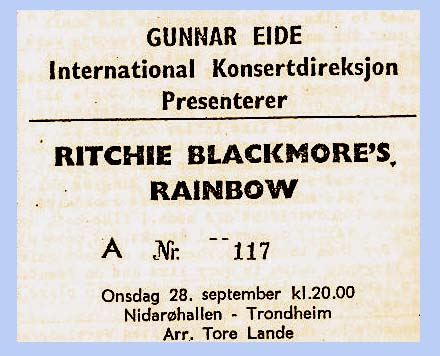 GUNNAR EIDE
International Konsertdireksjon
Presenterer
RITCHIE BLACKMORE'S
RAINBOW
A Nr. -- 117
Onsdag 28. september kl.20.00
Nidarøhallen - Trondheim
Arr. Tore Lande